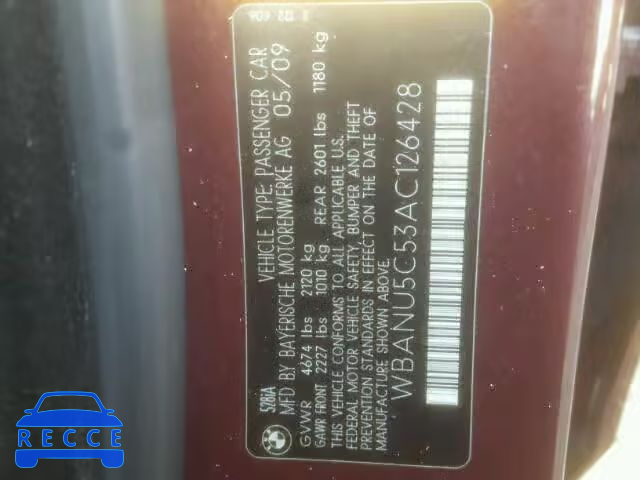 VEHICLE TYPE: PASSENGER CAR
528iA
MFD BY BAYERISCHE MOTORENWERKE AG 05/09
GVWR 4674 lbs 2120 kg
GAWR FRONT 2227 lbs 1010 kg REAR 2601 lbs 1180 kg
THIS VEHICLE CONFORMS TO ALL APPLICABLE U.S.
FEDERAL MOTOR VEHICLE SAFETY, BUMPER AND THEFT
PREVENTION STANDARDS IN EFFECT ON THE DATE OF
MANUFACTURE SHOWN ABOVE.
WBANU5C53AC126428
RECCE